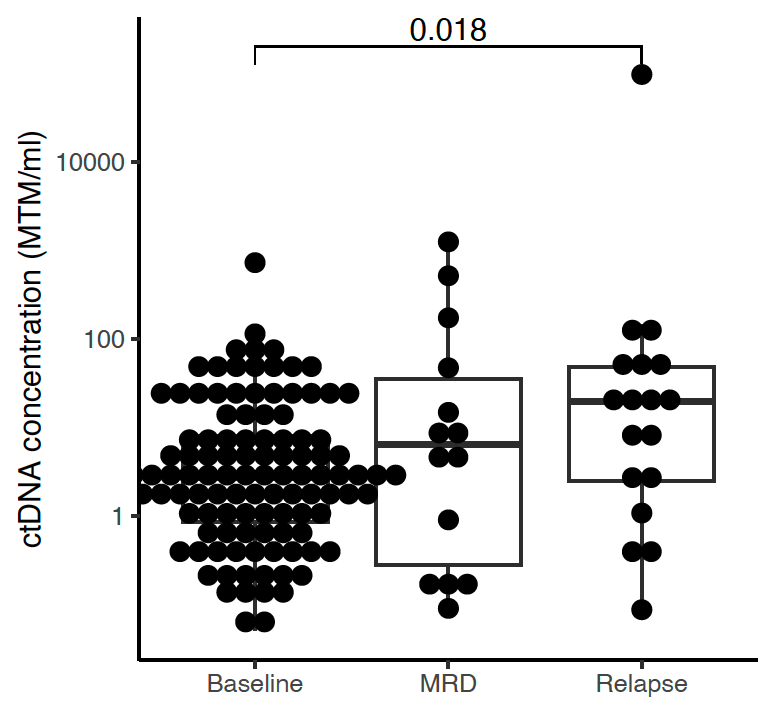 0.018
ctDNA concentration (MTM/ml)
10000
100
1
Baseline
MRD
Relapse